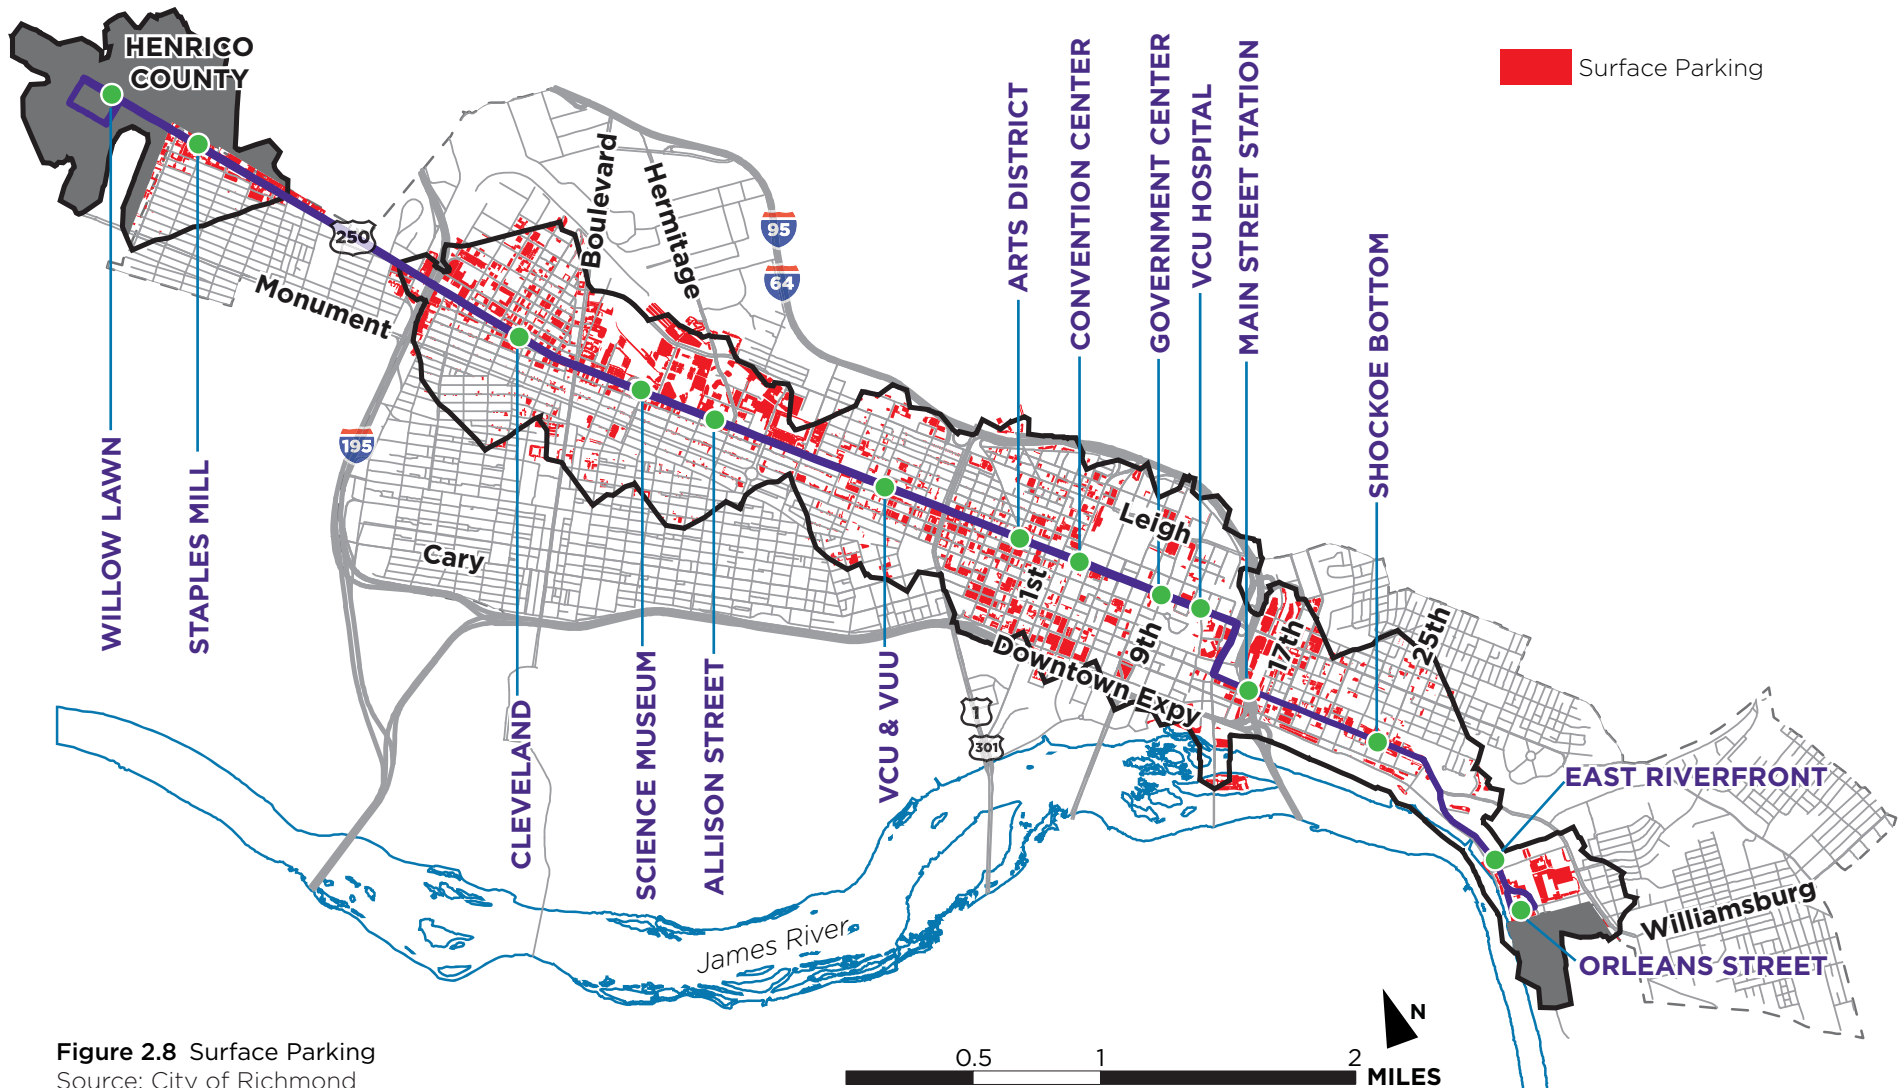 HENRICO
COUNTY
Surface Parking
Boulevard
Hermitage
95
64
250
Monument
195
Cary
ARTS DISTRICT
CONVENTION CENTER
GOVERNMENT CENTER
VCU HOSPITAL
MAIN STREET STATION
SHOCKOE BOTTOM
Leigh
1st
9th
17th
25th
Downtown Expy
1
301
WILLOW LAWN
STAPLES MILL
CLEVELAND
SCIENCE MUSEUM
ALLISON STREET
VCU & VUU
EAST RIVERFRONT
Williamsburg
ORLEANS STREET
James River
N
0.5 1 2
MILES
Figure 2.8 Surface Parking
Source: City of Richmond